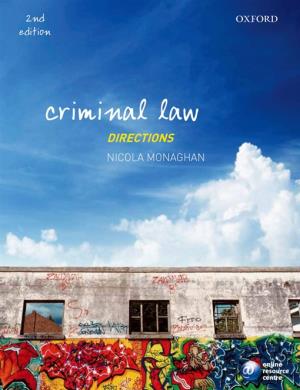 2nd
edition
OXFORD
criminal law
DIRECTIONS
NICOLA MONAGHAN
online
resource
centre